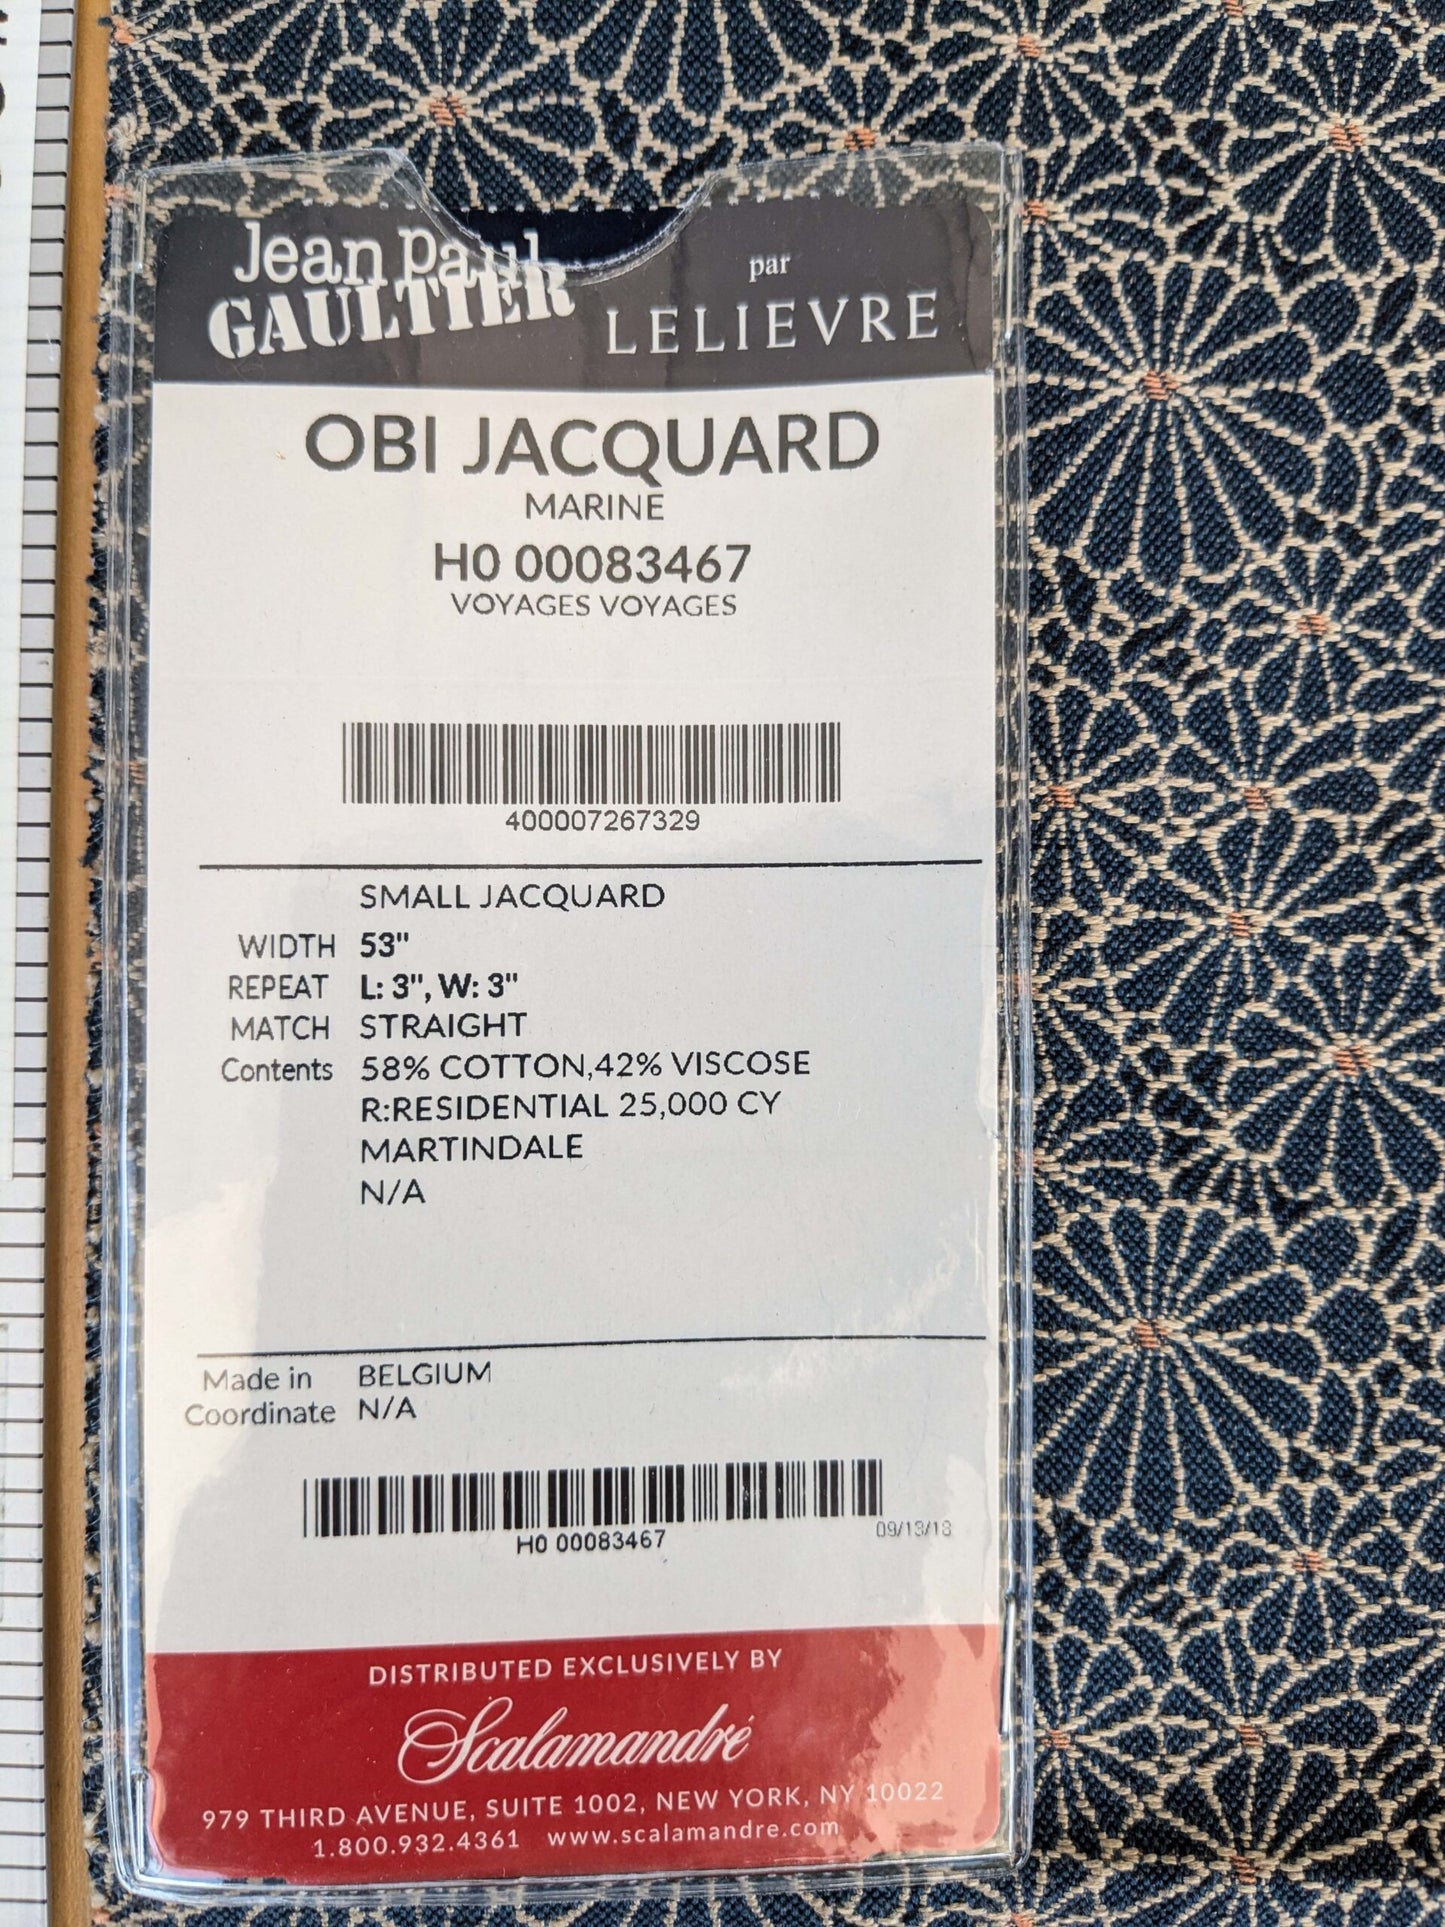 Jean Paul
GAULTIER
par
LELIEVRE
OBI JACQUARD
MARINE
H0 00083467
VOYAGES VOYAGES
400007267329
SMALL JACQUARD
WIDTH 53"
REPEAT L: 3", W: 3"
MATCH STRAIGHT
Contents 58% COTTON,42% VISCOSE
R:RESIDENTIAL 25,000 CY
MARTINDALE
N/A
Made in BELGIUM
Coordinate N/A
H0 00083467
09/13/18
DISTRIBUTED EXCLUSIVELY BY
Scalamandré
979 THIRD AVENUE, SUITE 1002, NEW YORK, NY 10022
1.800.932.4361 www.scalamandre.com